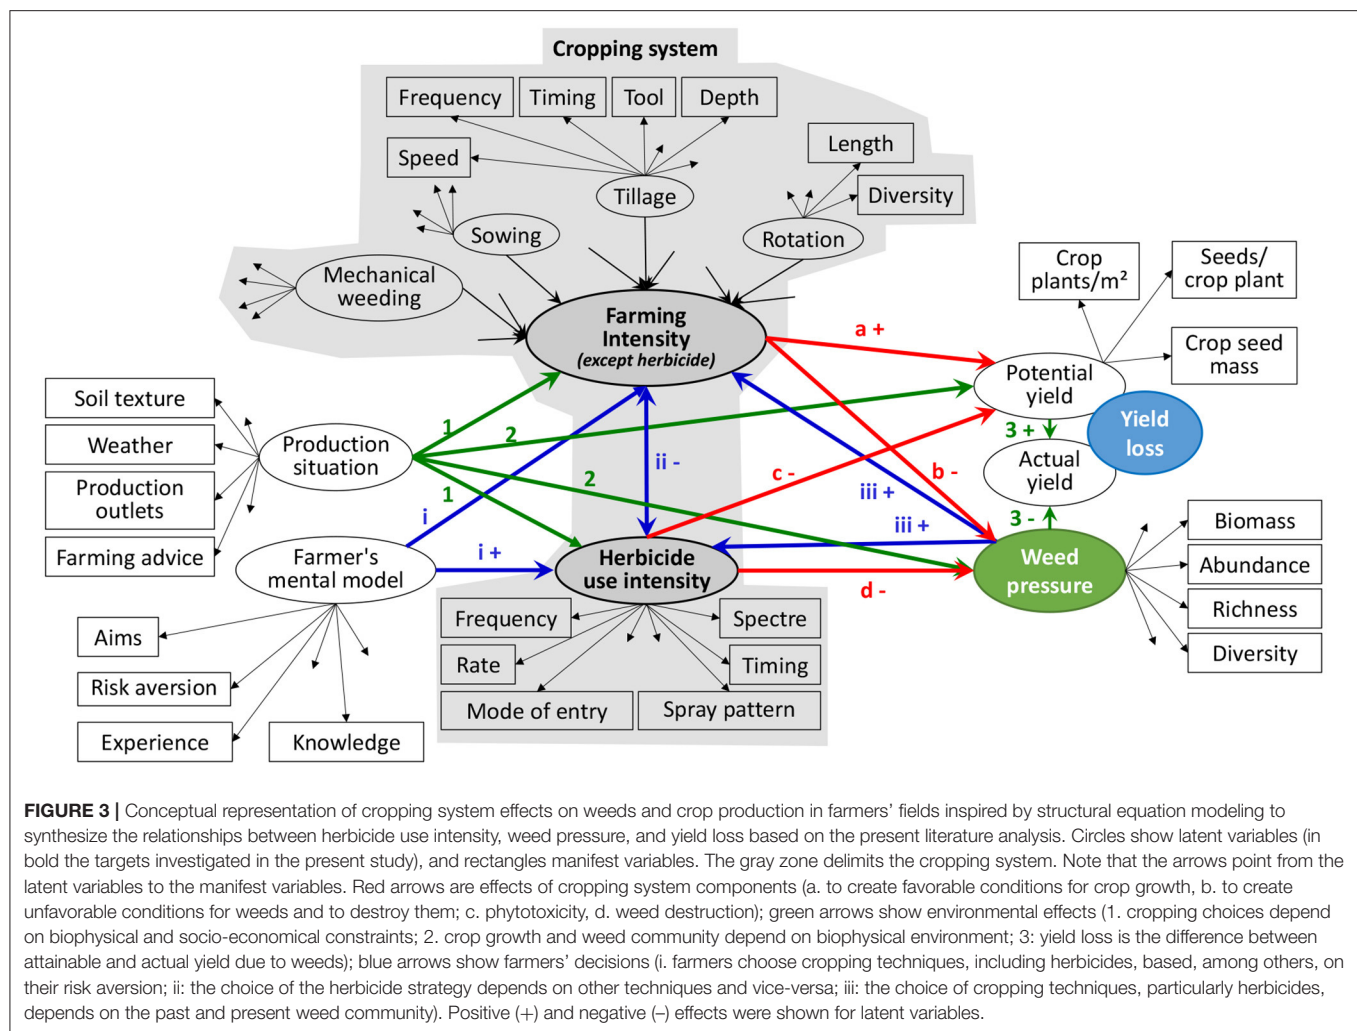 Cropping system
Frequency
Timing
Tool
Depth
Speed
Length
Tillage
Diversity
Sowing
Rotation
Mechanical
weeding
Crop
plants/m²
Seeds/
crop plant
Farming
Intensity
(except herbicide)
a +
Crop seed
mass
Potential
yield
Soil texture
Weather
Production
outlets
Farming advice
Production
situation
1
2
1
2
ii -
c -
b -
3 +
Yield
loss
Actual
yield
i
iii +
iii +
3 -
i +
Farmer's
mental model
Herbicide
use intensity
d -
Weed
pressure
Biomass
Abundance
Richness
Diversity
Aims
Risk aversion
Experience
Knowledge
Frequency
Spectre
Rate
Timing
Mode of entry
Spray pattern
FIGURE 3 | Conceptual representation of cropping system effects on weeds and crop production in farmers' fields inspired by structural equation modeling to
synthesize the relationships between herbicide use intensity, weed pressure, and yield loss based on the present literature analysis. Circles show latent variables (in
bold the targets investigated in the present study), and rectangles manifest variables. The gray zone delimits the cropping system. Note that the arrows point from the
latent variables to the manifest variables. Red arrows are effects of cropping system components (a. to create favorable conditions for crop growth, b. to create
unfavorable conditions for weeds and to destroy them; c. phytotoxicity, d. weed destruction); green arrows show environmental effects (1. cropping choices depend
on biophysical and socio-economical constraints; 2. crop growth and weed community depend on biophysical environment; 3: yield loss is the difference between
attainable and actual yield due to weeds); blue arrows show farmers' decisions (i. farmers choose cropping techniques, including herbicides, based, among others, on
their risk aversion; ii: the choice of the herbicide strategy depends on other techniques and vice-versa; iii: the choice of cropping techniques, particularly herbicides,
depends on the past and present weed community). Positive (+) and negative (–) effects were shown for latent variables.